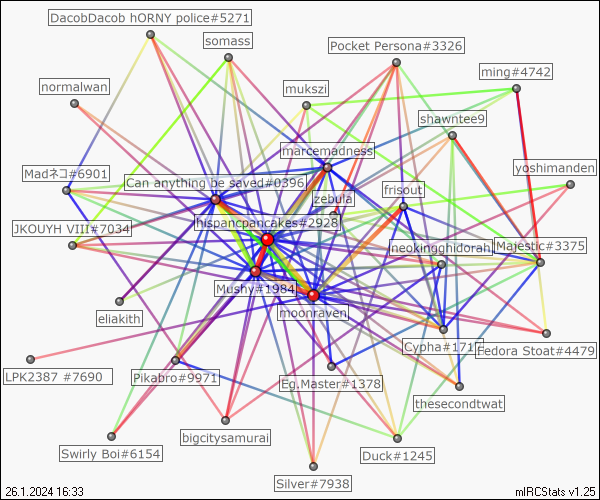 DacobDacob hORNY police#5271
somass
Pocket Persona#3326
ming#4742
normalwan
mukszi
shawntee9
marcemadness
yoshimanden
Madネコ#6901
Can anything be saved#0396
frisout
zebula
hispancpancakes#2928
JKOUYH VIII#7034
neokingghidorah
Majestic#3375
Mushy#1984
moonraven
eliakith
Cypha#171
Fedora Stoat#4479
LPK2387 #7690
Pikabro#9971
Eg.Master#1378
thesecondtwat
bigcitysamurai
Swirly Boi#6154
Duck#1245
Silver#7938
26.1.2024 16:33
mIRCStats v1.25